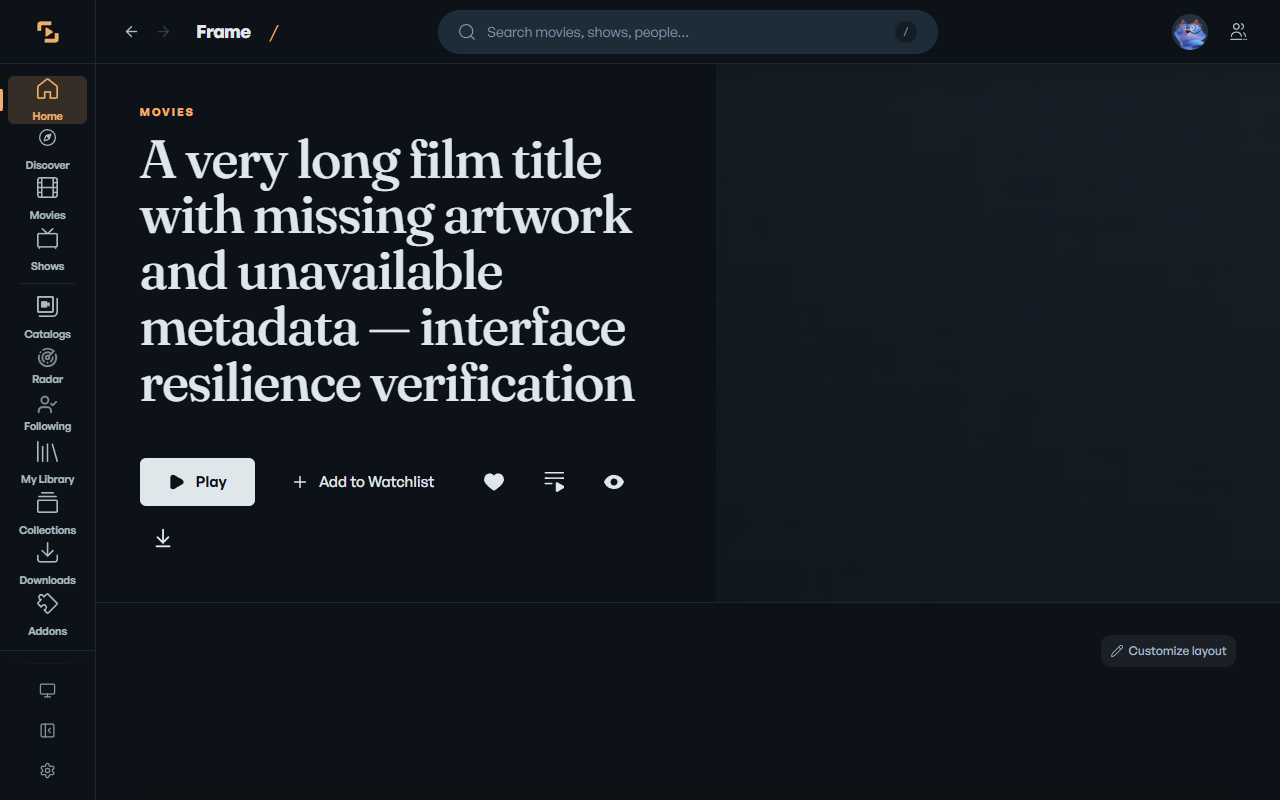 Frame /
Search movies, shows, people... /
Home
Discover
Movies
Shows
Catalogs
Radar
Following
My Library
Collections
Downloads
Addons
MOVIES
A very long film title
with missing artwork
and unavailable
metadata — interface
resilience verification
Play
Add to Watchlist
Customize layout